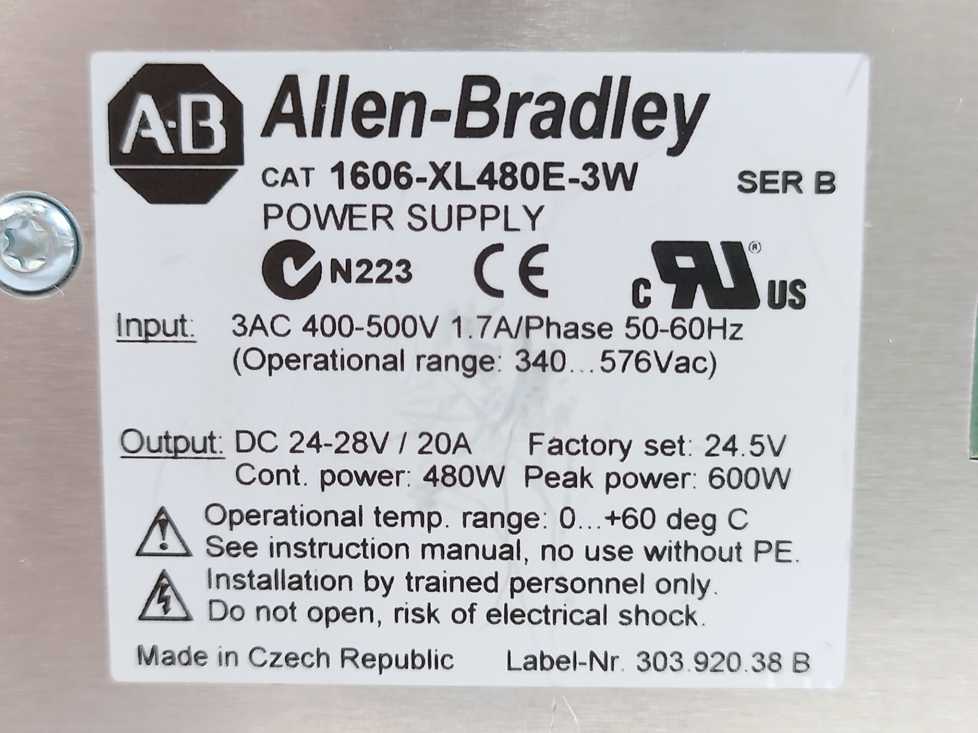 A·B Allen-Bradley
CAT 1606-XL480E-3W SER B
POWER SUPPLY
N223 CE C RU ® US
Input: 3AC 400-500V 1.7A/Phase 50-60Hz
(Operational range: 340...576Vac)
Output: DC 24-28V / 20A Factory set: 24.5V
Cont. power: 480W Peak power: 600W
Operational temp. range: 0...+60 deg C
See instruction manual, no use without PE.
Installation by trained personnel only.
Do not open, risk of electrical shock.
Made in Czech Republic Label-Nr. 303.920.38 B